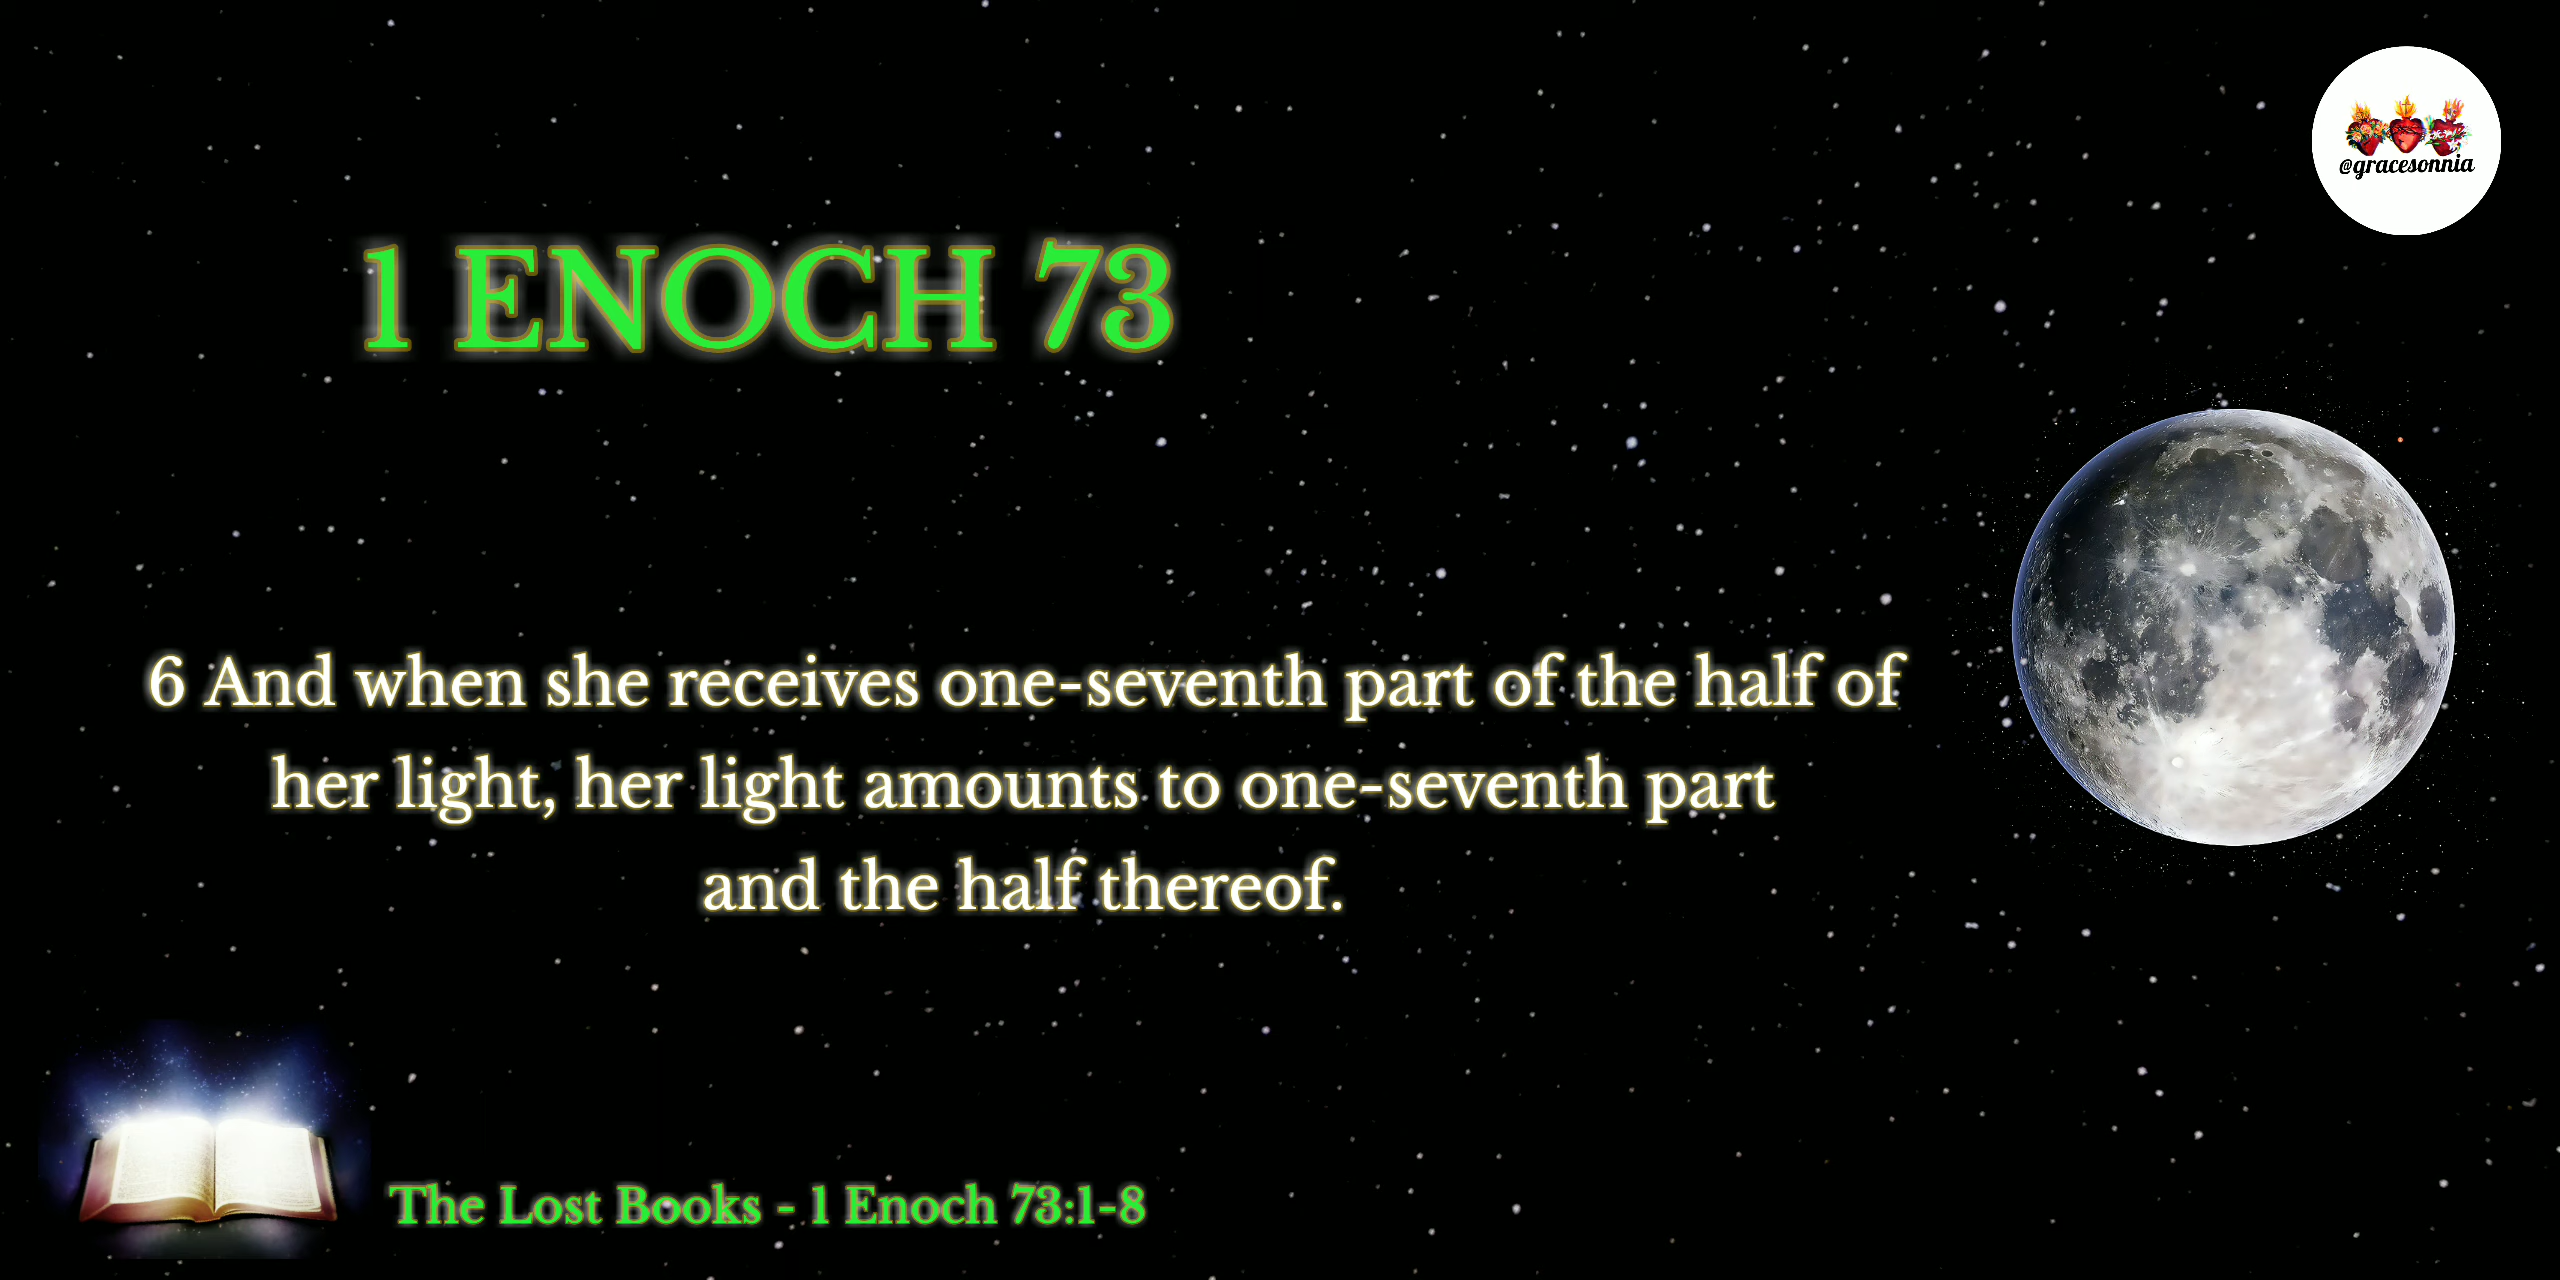 @gracesonnia
1 ENOCH 73
6 And when she receives one-seventh part of the half of
her light, her light amounts to one-seventh part
and the half thereof.
The Lost Books - 1 Enoch 73:1-8